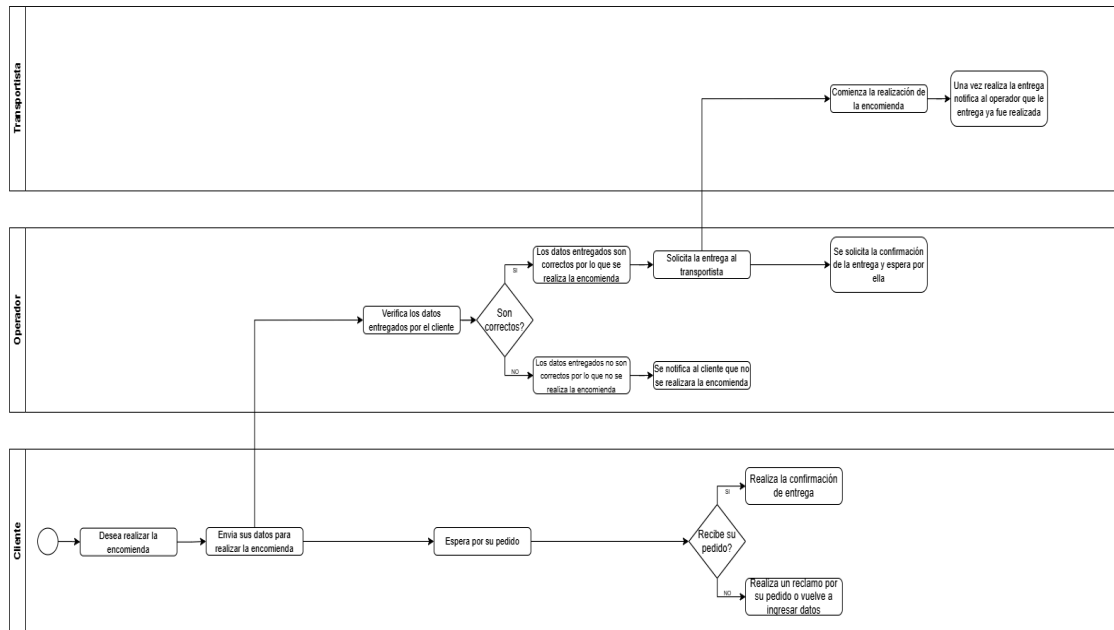 Transportista
Comienza la realización de
la encomienda
Una vez realiza la entrega
notifica al operador que le
entrega ya fue realizada
Operador
Verifica los datos
entregados por el cliente
Son
correctos?
SI
Los datos entregados son
correctos por lo que se
realiza la encomienda
Solicita la entrega al
transportista
Se solicita la confirmación
de la entrega y espera por
ella
NO
Los datos entregados no son
correctos por lo que no se
realiza la encomienda
Se notifica al cliente que no
se realizara la encomienda
Cliente
Desea realizar la
encomienda
Envia sus datos para
realizar la encomienda
Espera por su pedido
Recibe su
pedido?
SI
Realiza la confirmación
de entrega
NO
Realiza un reclamo por
su pedido o vuelve a
ingresar datos